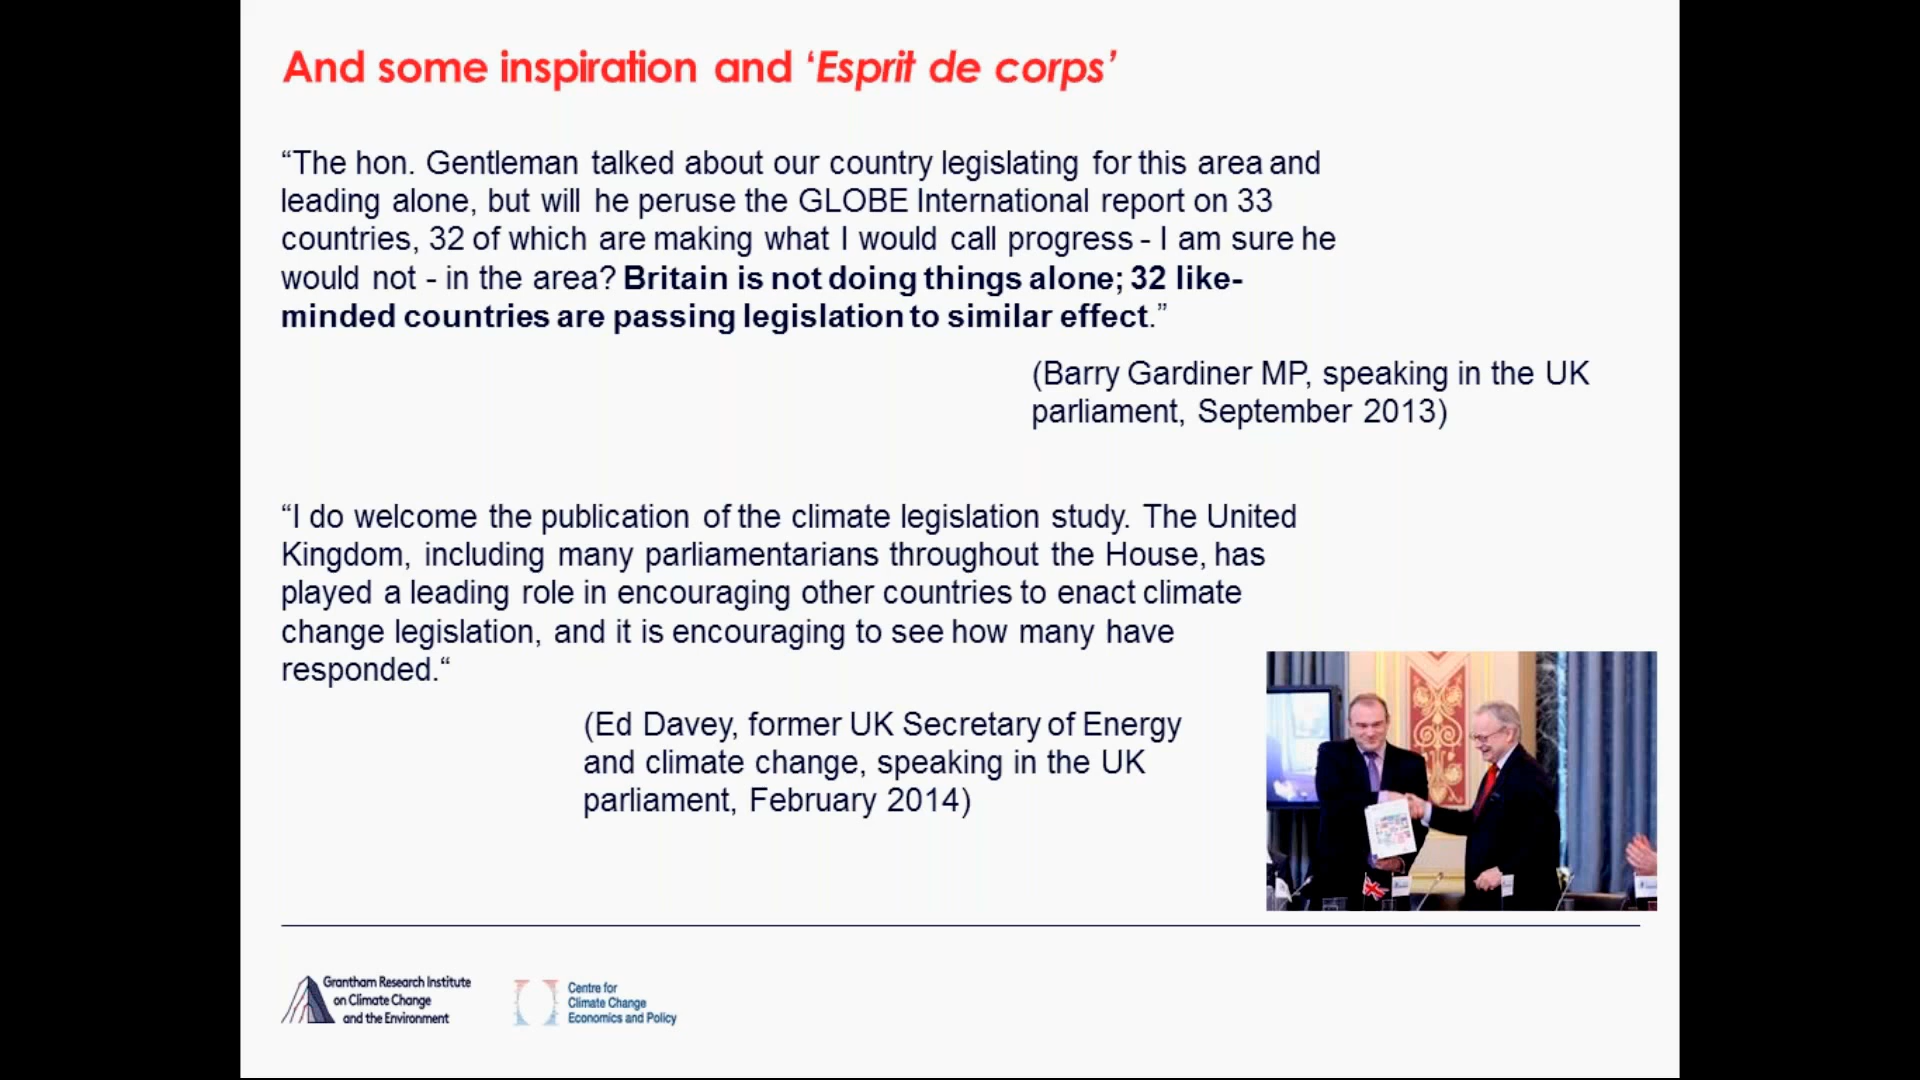 And some inspiration and ‘Esprit de corps’
“The hon. Gentleman talked about our country legislating for this area and
leading alone, but will he peruse the GLOBE International report on 33
countries, 32 of which are making what I would call progress - I am sure he
would not - in the area? Britain is not doing things alone; 32 like-
minded countries are passing legislation to similar effect.”
(Barry Gardiner MP, speaking in the UK
parliament, September 2013)
“I do welcome the publication of the climate legislation study. The United
Kingdom, including many parliamentarians throughout the House, has
played a leading role in encouraging other countries to enact climate
change legislation, and it is encouraging to see how many have
responded.“
(Ed Davey, former UK Secretary of Energy
and climate change, speaking in the UK
parliament, February 2014)
Grantham Research Institute
on Climate Change
and the Environment
Centre for
Climate Change
Economics and Policy